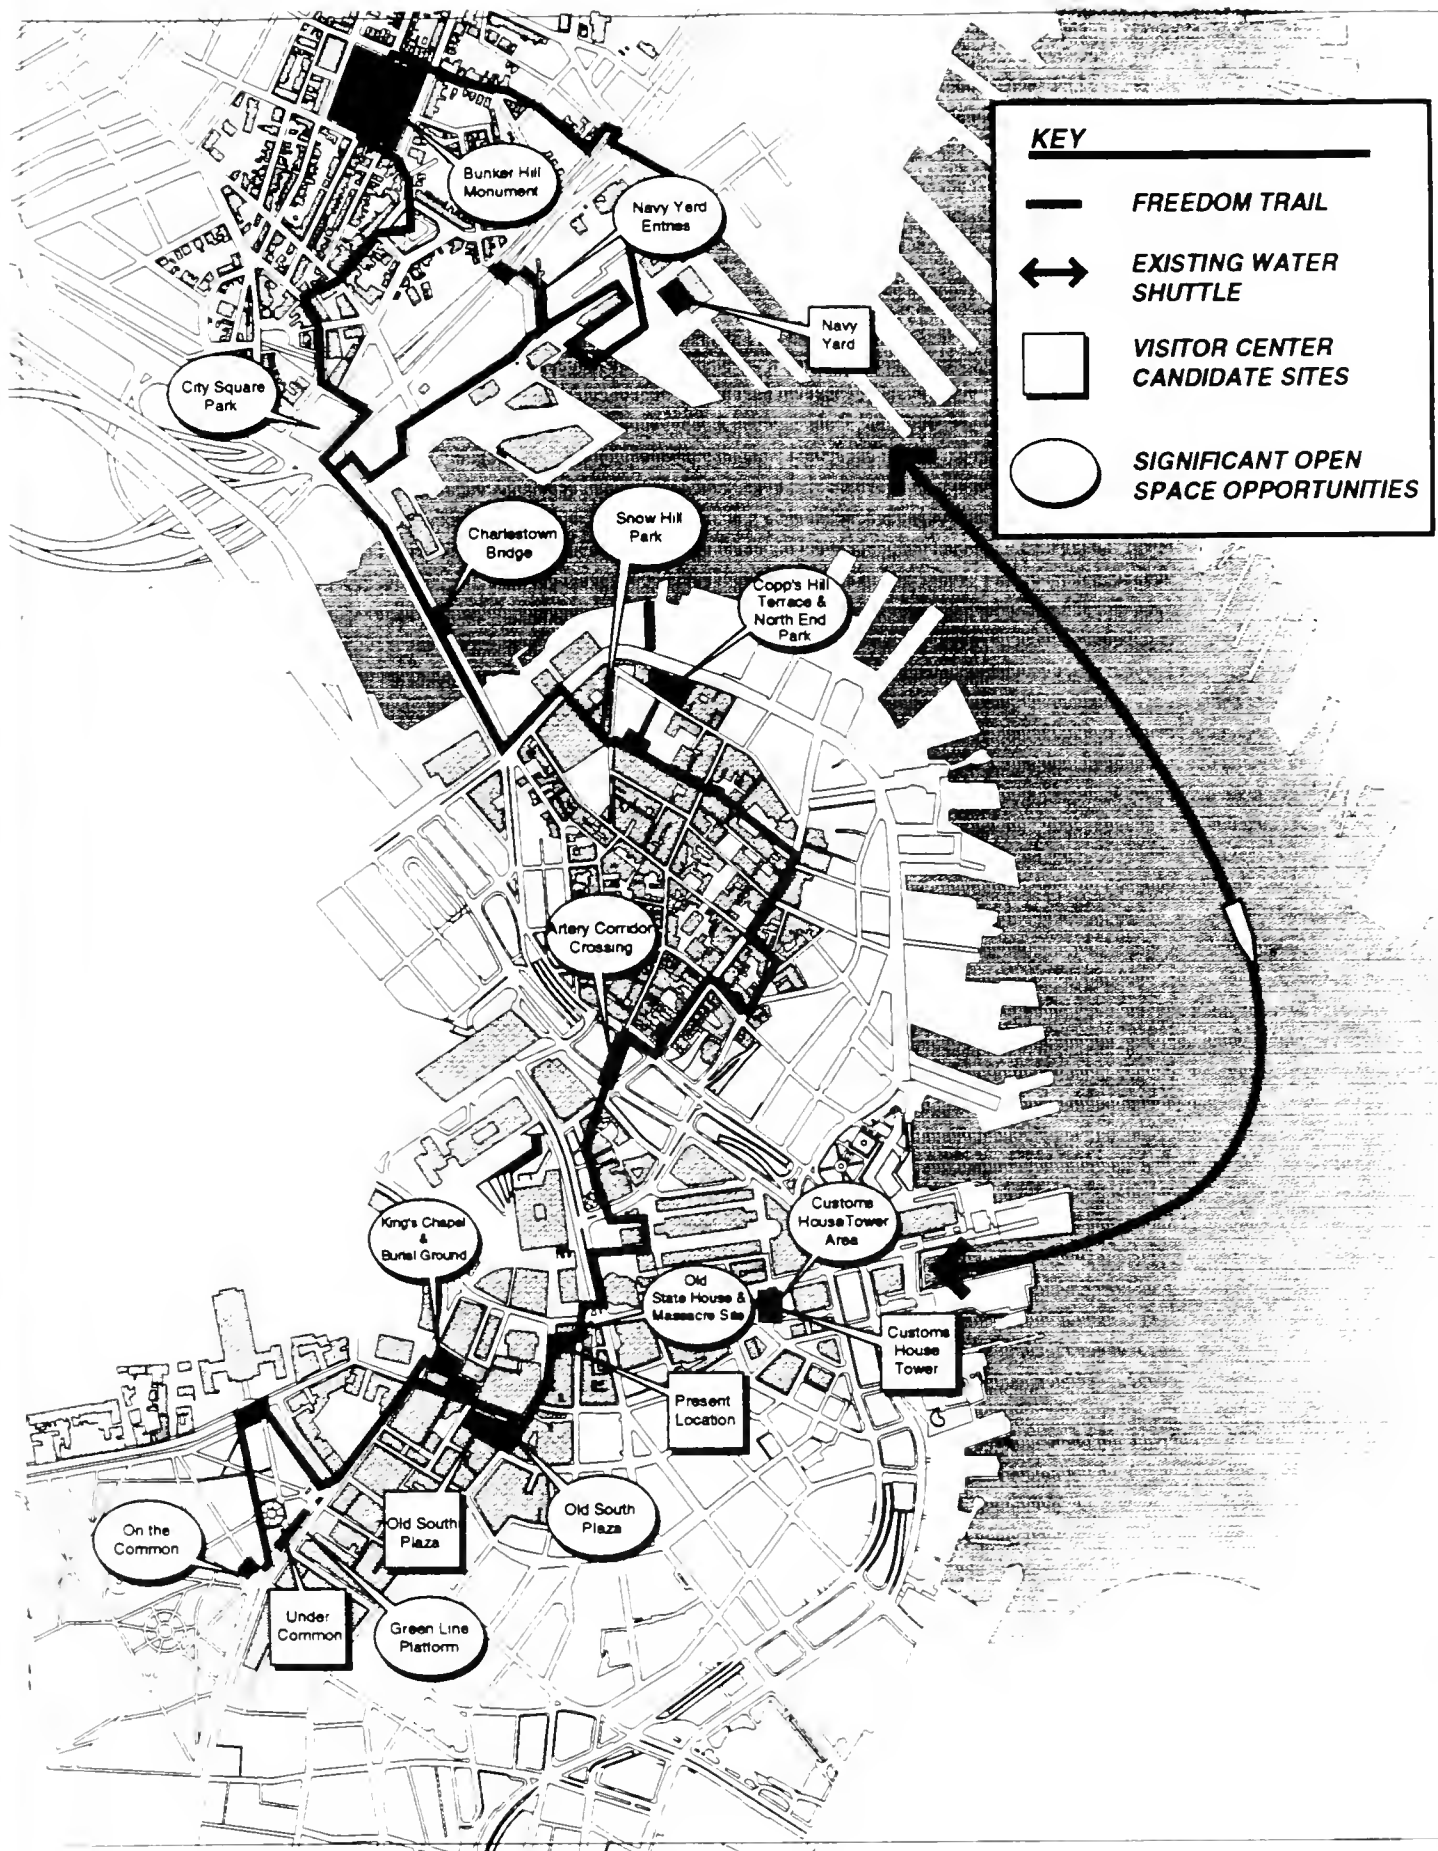 KEY
FREEDOM TRAIL
EXISTING WATER
SHUTTLE
VISITOR CENTER
CANDIDATE SITES
SIGNIFICANT OPEN
SPACE OPPORTUNITIES
Bunker Hill
Monument
Navy Yard
Entries
Navy
Yard
City Square
Park
Charlestown
Bridge
Snow Hill
Park
Copp's Hill
Terrace &
North End
Park
Artery Corridor
Crossing
King's Chapel
&
Burial Ground
Customs
House Tower
Area
Old
State House &
Massacre Site
Customs
House
Tower
Present
Location
Old South
Plaza
Old South
Plaza
On the
Common
Under
Common
Green Line
Platform